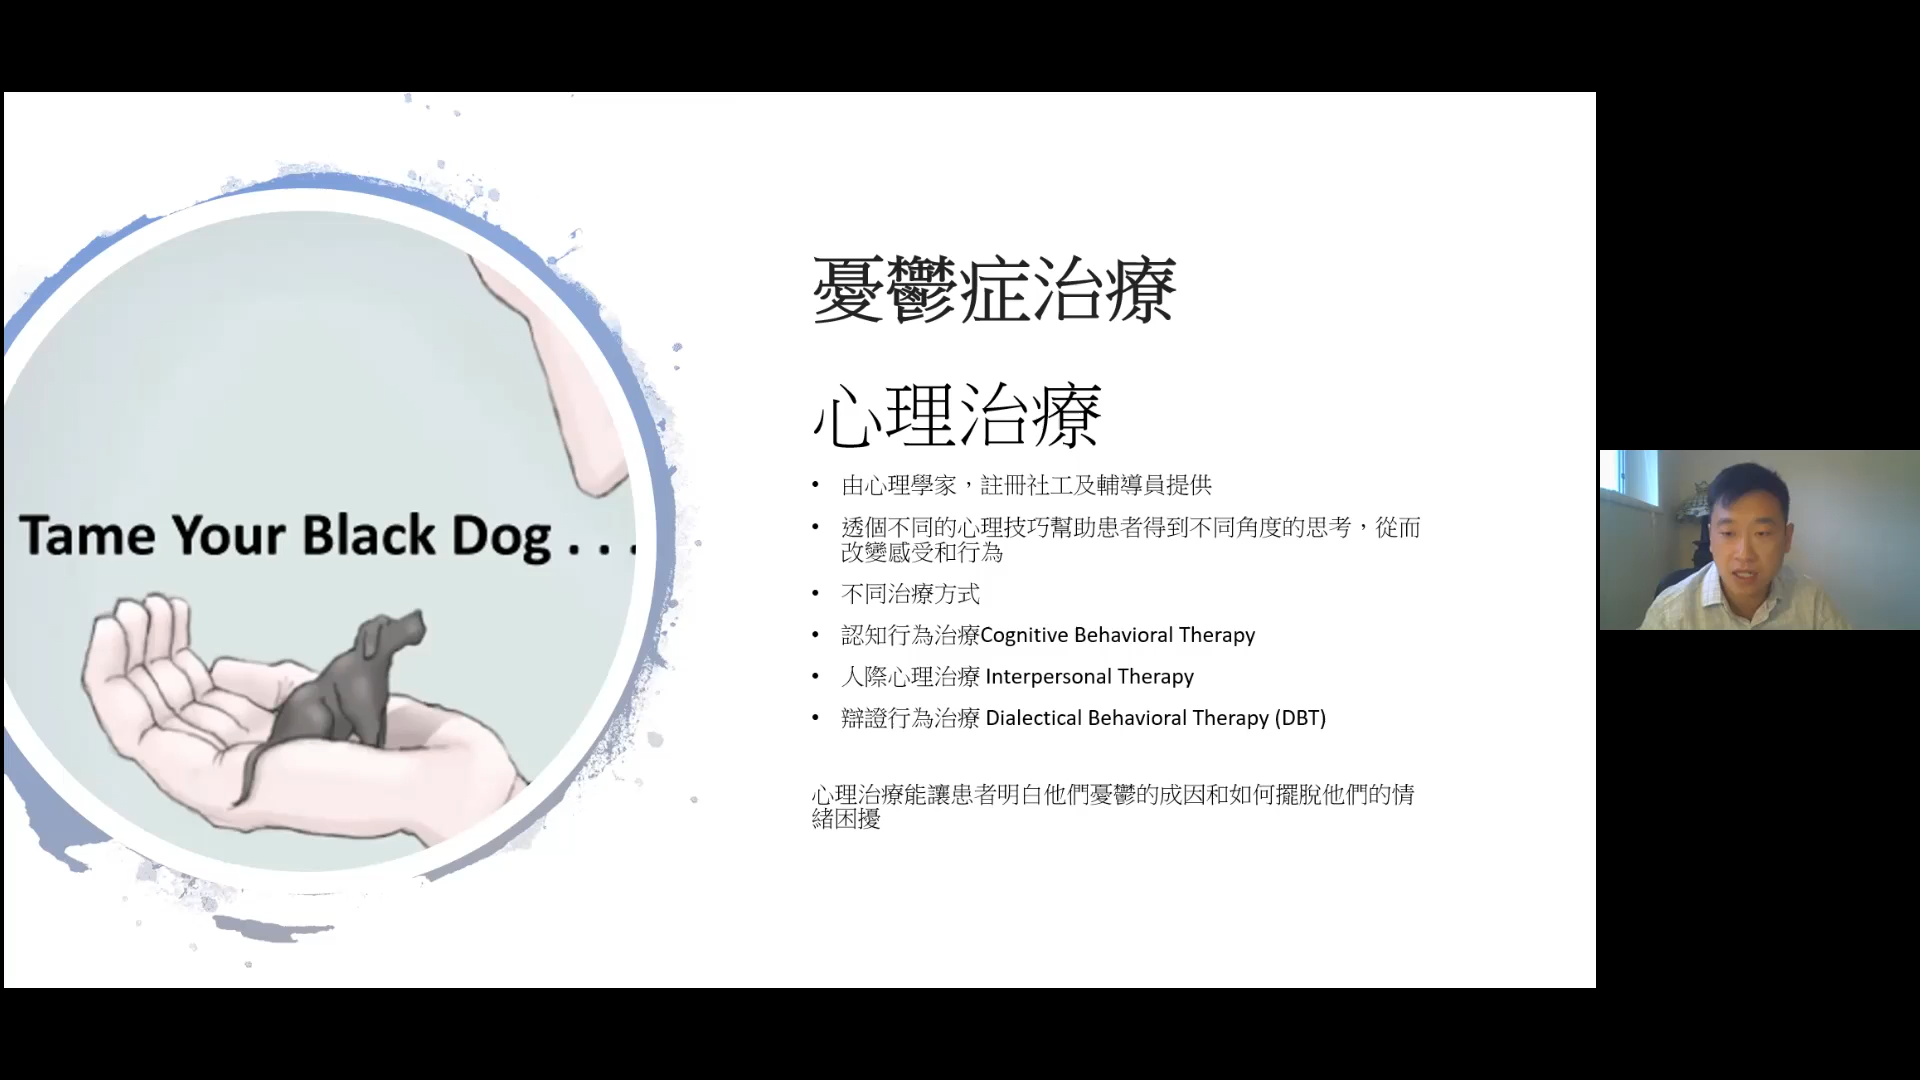 憂鬱症治療
心理治療
• 由心理學家，註冊社工及輔導員提供
• 透個不同的心理技巧幫助患者得到不同角度的思考，從而
改變感受和行為
• 不同治療方式
• 認知行為治療Cognitive Behavioral Therapy
• 人際心理治療 Interpersonal Therapy
• 辯證行為治療 Dialectical Behavioral Therapy (DBT)
心理治療能讓患者明白他們憂鬱的成因和如何擺脫他們的情
緒困擾
Tame Your Black Dog . . .